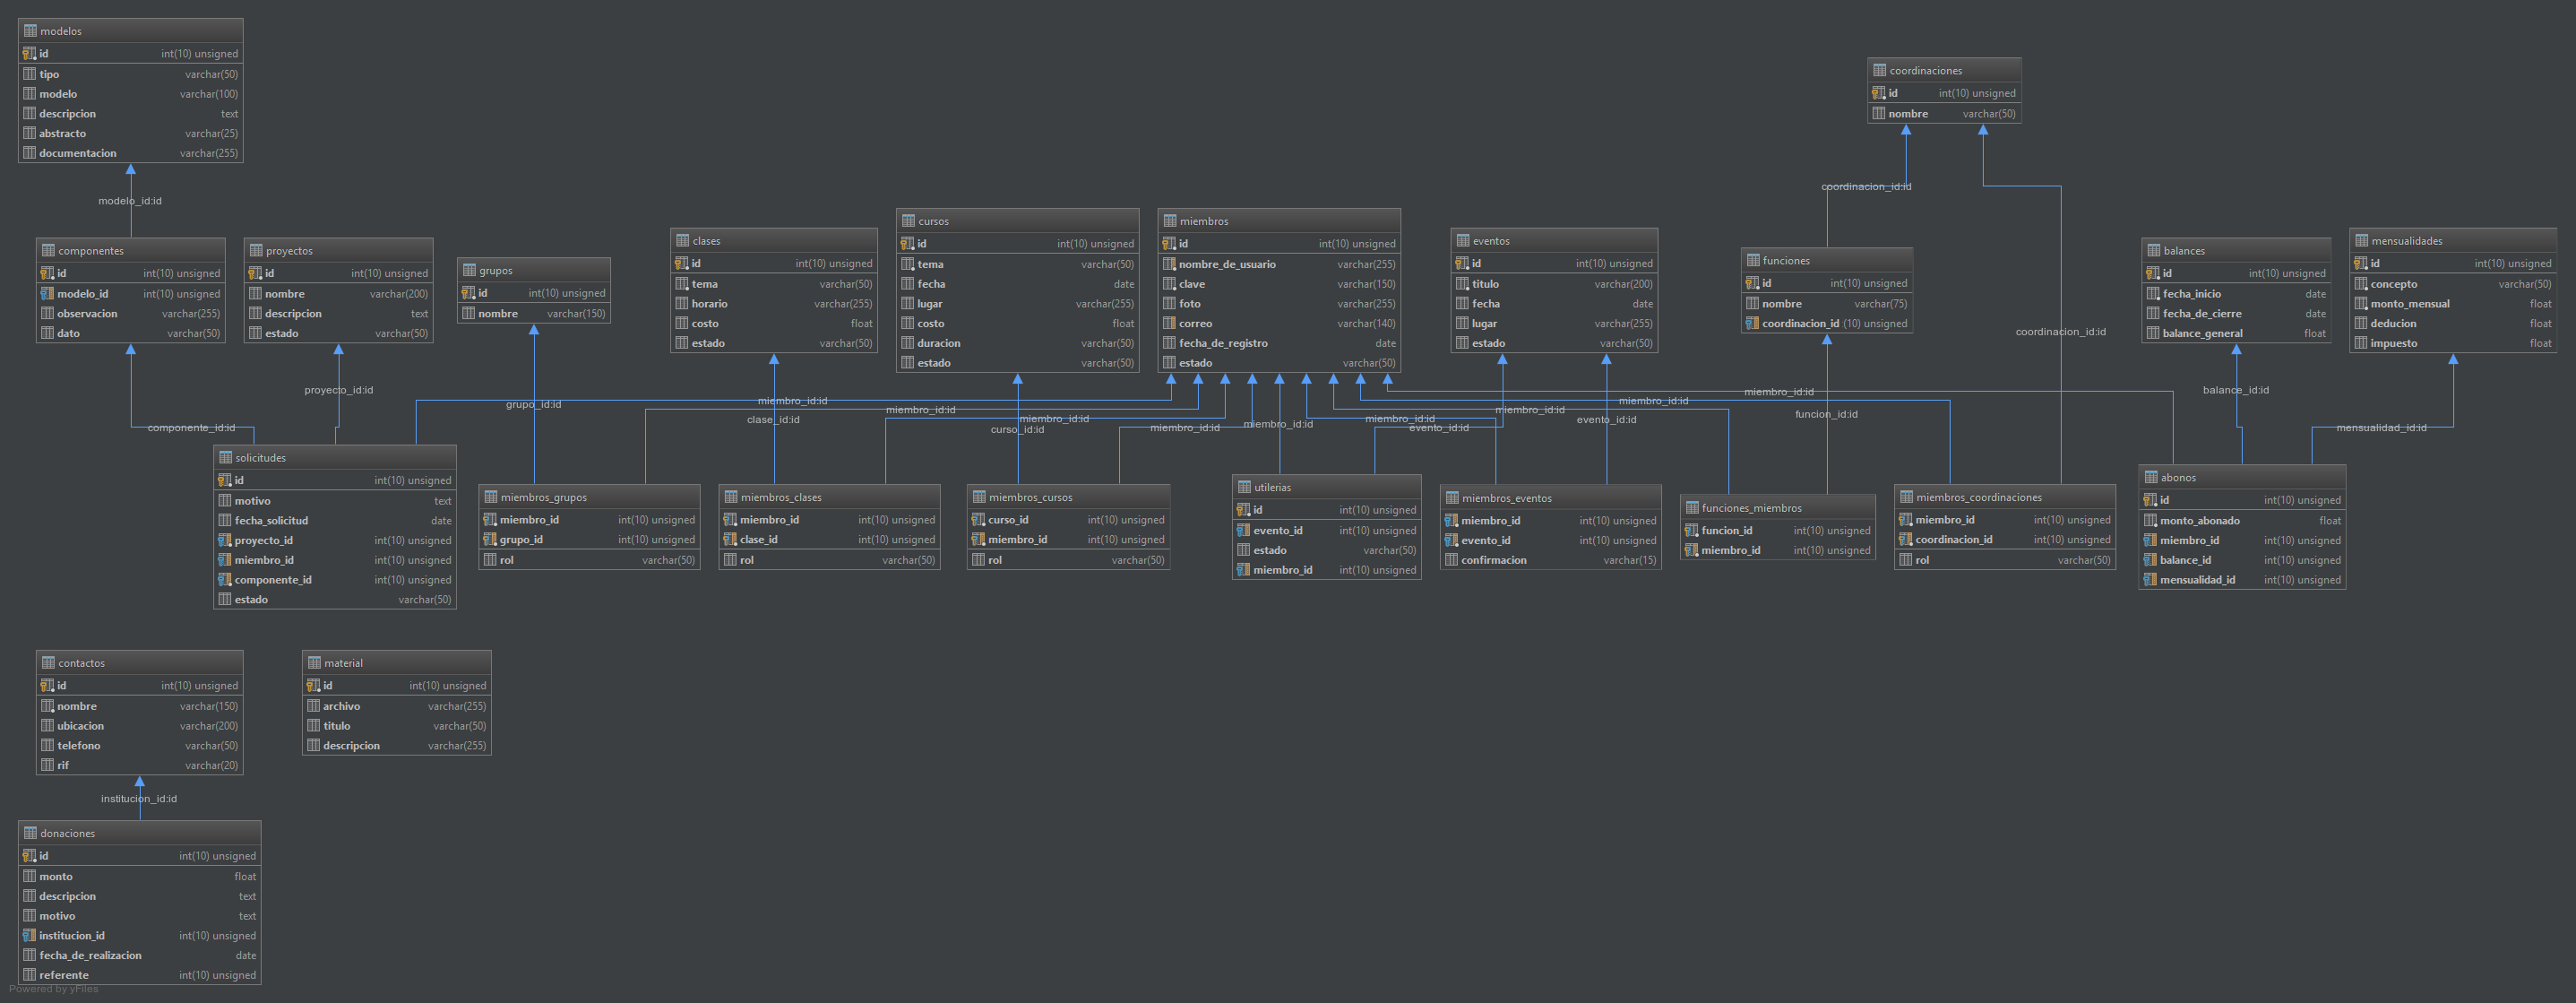 modelos
id int(10) unsigned
tipo varchar(50)
modelo varchar(100)
descripcion text
abstracto varchar(25)
documentacion varchar(255)
coordinaciones
id int(10) unsigned
nombre varchar(50)
modelo_id:id
coordinacion_id:id
componentes
id int(10) unsigned
modelo_id int(10) unsigned
observacion varchar(255)
dato varchar(50)
proyectos
id int(10) unsigned
nombre varchar(200)
descripcion text
estado varchar(50)
grupos
id int(10) unsigned
nombre varchar(150)
clases
id int(10) unsigned
tema varchar(50)
horario varchar(255)
costo float
estado varchar(50)
cursos
id int(10) unsigned
tema varchar(50)
fecha date
lugar varchar(255)
costo float
duracion varchar(50)
estado varchar(50)
miembros
id int(10) unsigned
nombre_de_usuario varchar(255)
clave varchar(150)
foto varchar(255)
correo varchar(140)
fecha_de_registro date
estado varchar(50)
eventos
id int(10) unsigned
titulo varchar(200)
fecha date
lugar varchar(255)
estado varchar(50)
funciones
id int(10) unsigned
nombre varchar(75)
coordinacion_id (10) unsigned
coordinacion_id:id
balances
id int(10) unsigned
fecha_inicio date
fecha_de_cierre date
balance_general float
mensualidades
id int(10) unsigned
concepto varchar(50)
monto_mensual float
deducion float
impuesto float
proyecto_id:id
componente_id:id
grupo_id:id
miembro_id:id
clase_id:id
miembro_id:id
curso_id:id
miembro_id:id
miembro_id:id
miembro_id:id
miembro_id:id
evento_id:id
miembro_id:id
evento_id:id
miembro_id:id
miembro_id:id
funcion_id:id
balance_id:id
mensualidad_id:id
solicitudes
id int(10) unsigned
motivo text
fecha_solicitud date
proyecto_id int(10) unsigned
miembro_id int(10) unsigned
componente_id int(10) unsigned
estado varchar(50)
miembros_grupos
miembro_id int(10) unsigned
grupo_id int(10) unsigned
rol varchar(50)
miembros_clases
miembro_id int(10) unsigned
clase_id int(10) unsigned
rol varchar(50)
miembros_cursos
curso_id int(10) unsigned
miembro_id int(10) unsigned
rol varchar(50)
utilerias
id int(10) unsigned
evento_id int(10) unsigned
estado varchar(50)
miembro_id int(10) unsigned
miembros_eventos
miembro_id int(10) unsigned
evento_id int(10) unsigned
confirmacion varchar(15)
funciones_miembros
funcion_id int(10) unsigned
miembro_id int(10) unsigned
miembros_coordinaciones
miembro_id int(10) unsigned
coordinacion_id int(10) unsigned
rol varchar(50)
abonos
id int(10) unsigned
monto_abonado float
miembro_id int(10) unsigned
balance_id int(10) unsigned
mensualidad_id int(10) unsigned
contactos
id int(10) unsigned
nombre varchar(150)
ubicacion varchar(200)
telefono varchar(50)
rif varchar(20)
material
id int(10) unsigned
archivo varchar(255)
titulo varchar(50)
descripcion varchar(255)
institucion_id:id
donaciones
id int(10) unsigned
monto float
descripcion text
motivo text
institucion_id int(10) unsigned
fecha_de_realizacion date
referente int(10) unsigned
Powered by yFiles